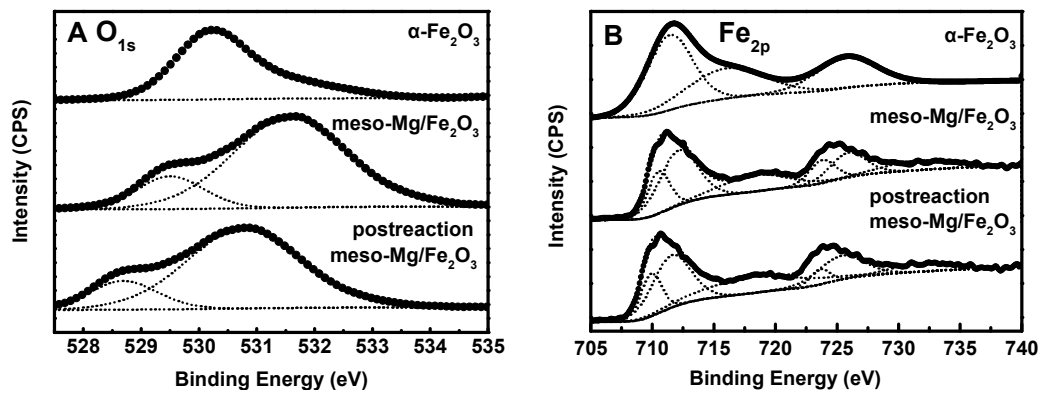 A O1s
α-Fe2O3
meso-Mg/Fe2O3
postreaction
meso-Mg/Fe2O3
Intensity (CPS)
528 529 530 531 532 533 534 535
Binding Energy (eV)
B Fe2p
α-Fe2O3
meso-Mg/Fe2O3
postreaction
meso-Mg/Fe2O3
Intensity (CPS)
705 710 715 720 725 730 735 740
Binding Energy (eV)